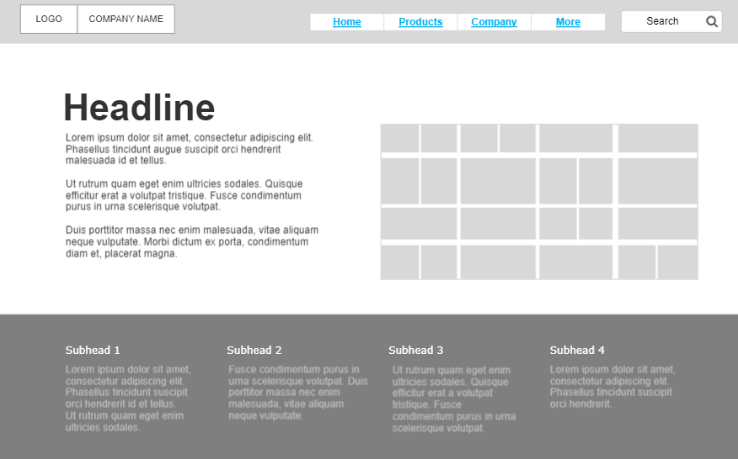 LOGO
COMPANY NAME
Home
Products
Company
More
Search
Headline
Lorem ipsum dolor sit amet, consectetur adipiscing elit.
Phasellus tincidunt augue suscipit orci hendrerit
malesuada id et tellus.
Ut rutrum quam eget enim ultricies sodales. Quisque
efficitur erat a volutpat tristique. Fusce condimentum
purus in urna scelerisque volutpat.
Duis porttitor massa nec enim malesuada, vitae aliquam
neque vulputate. Morbi dictum ex porta, condimentum
diam et, placerat magna.
Subhead 1
Lorem ipsum dolor sit amet,
consectetur adipiscing elit.
Phasellus tincidunt suscipit
orci hendrerit id et tellus.
Ut rutrum quam eget enim
ultricies sodales.
Subhead 2
Fusce condimentum purus in
urna scelerisque volutpat. Duis
porttitor massa nec enim
malesuada, vitae aliquam
neque vulputate.
Subhead 3
Ut rutrum quam eget enim
ultricies sodales. Quisque
efficitur erat a volutpat
tristique. Fusce
condimentum purus in urna
scelerisque volutpat.
Subhead 4
Lorem ipsum dolor sit amet,
consectetur adipiscing elit.
Phasellus tincidunt suscipit
orci hendrerit.